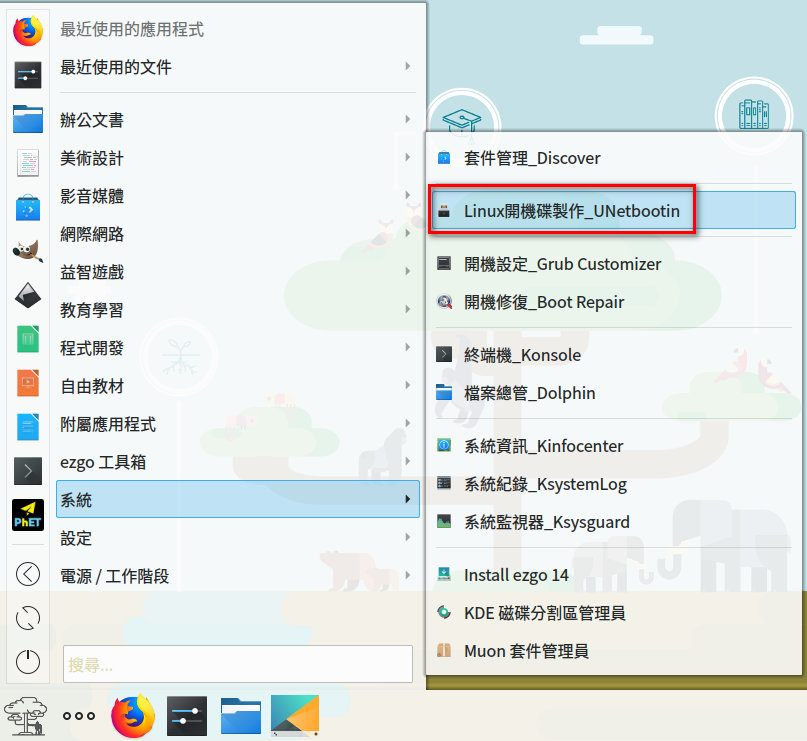 最近使用的應用程式
最近使用的文件
辦公文書
美術設計
影音媒體
網際網路
益智遊戲
教育學習
程式開發
自由教材
附屬應用程式
ezgo 工具箱
系統
設定
電源 / 工作階段
搜尋...
PhET
套件管理_Discover
Linux開機碟製作_UNetbootin
開機設定_Grub Customizer
開機修復_Boot Repair
終端機_Konsole
檔案總管_Dolphin
系統資訊_Kinfocenter
系統紀錄_KsystemLog
系統監視器_Ksysguard
Install ezgo 14
KDE 磁碟分割區管理員
Muon 套件管理員